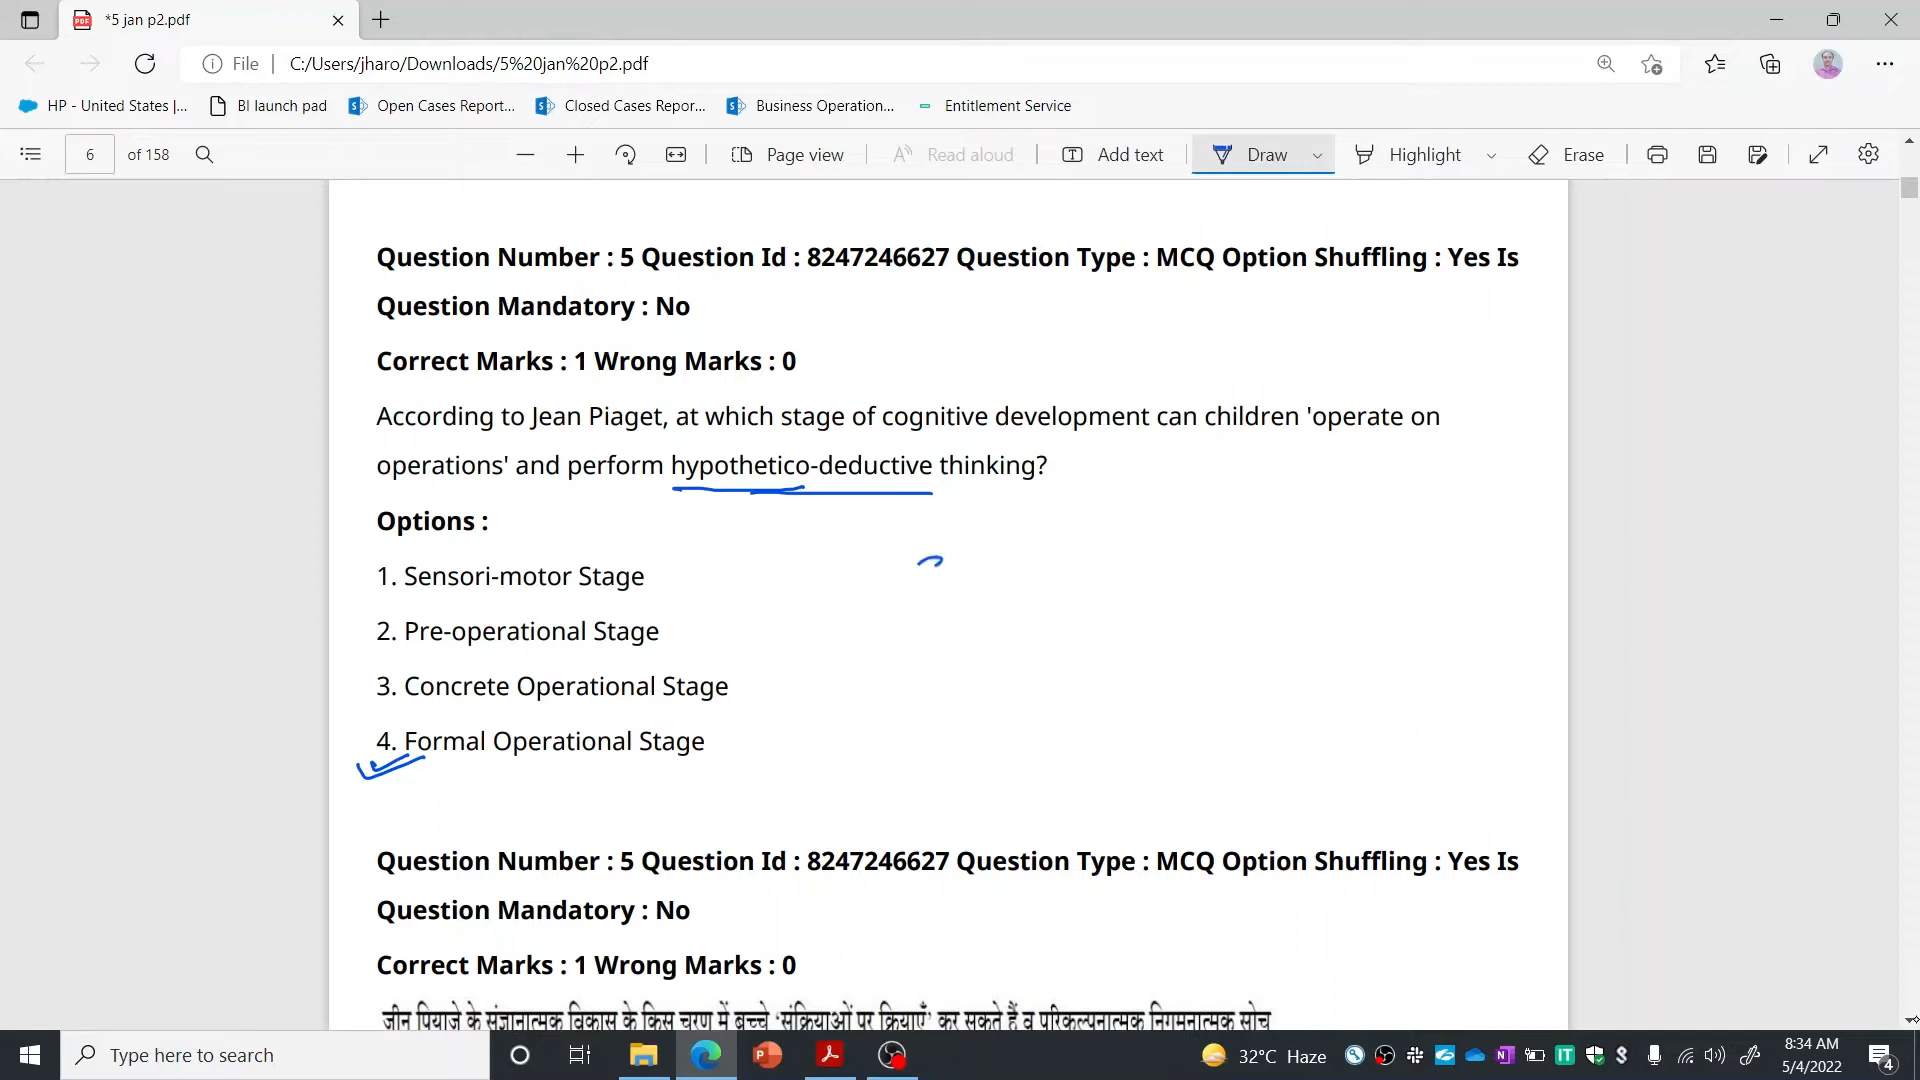 *5 jan p2.pdf
File
C:/Users/jharo/Downloads/5%20jan%20p2.pdf
HP - United States |...
BI launch pad
Open Cases Report...
Closed Cases Repor...
Business Operation...
Entitlement Service
6 of 158
Page view
Read aloud
Add text
Draw
Highlight
Erase
Question Number : 5 Question Id : 8247246627 Question Type : MCQ Option Shuffling : Yes Is
Question Mandatory : No
Correct Marks : 1 Wrong Marks : 0
According to Jean Piaget, at which stage of cognitive development can children 'operate on
operations' and perform hypothetico-deductive thinking?
Options :
1. Sensori-motor Stage
2. Pre-operational Stage
3. Concrete Operational Stage
4. Formal Operational Stage
Question Number : 5 Question Id : 8247246627 Question Type : MCQ Option Shuffling : Yes Is
Question Mandatory : No
Correct Marks : 1 Wrong Marks : 0
जीन पियाजे के संज्ञानात्मक विकास के किस चरण में बच्चे 'संक्रियाओं पर क्रियाएँ' कर सकते हैं व परिकल्पनात्मक निगमनात्मक सोच
Type here to search
32°C Haze
8:34 AM
5/4/2022
4